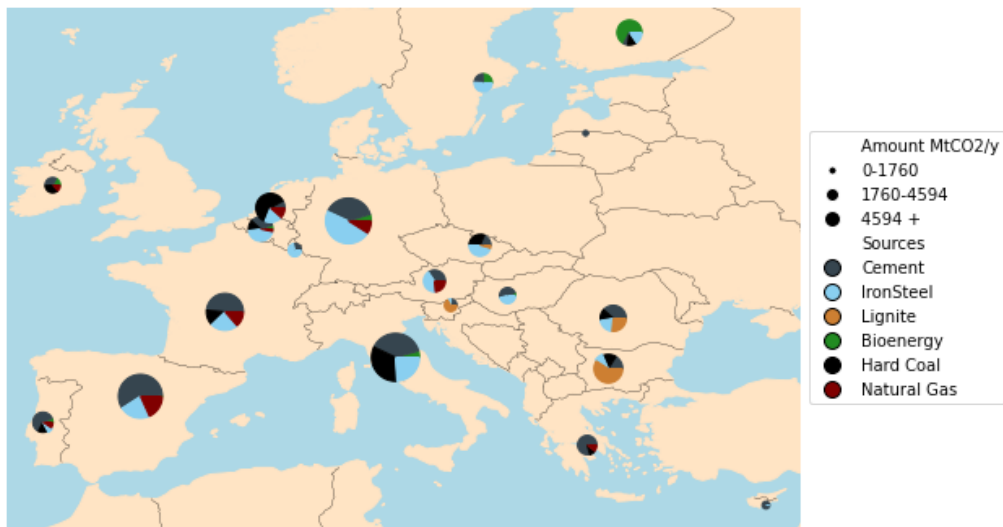 Amount MtCO2/y
0-1760
1760-4594
4594 +
Sources
Cement
IronSteel
Lignite
Bioenergy
Hard Coal
Natural Gas